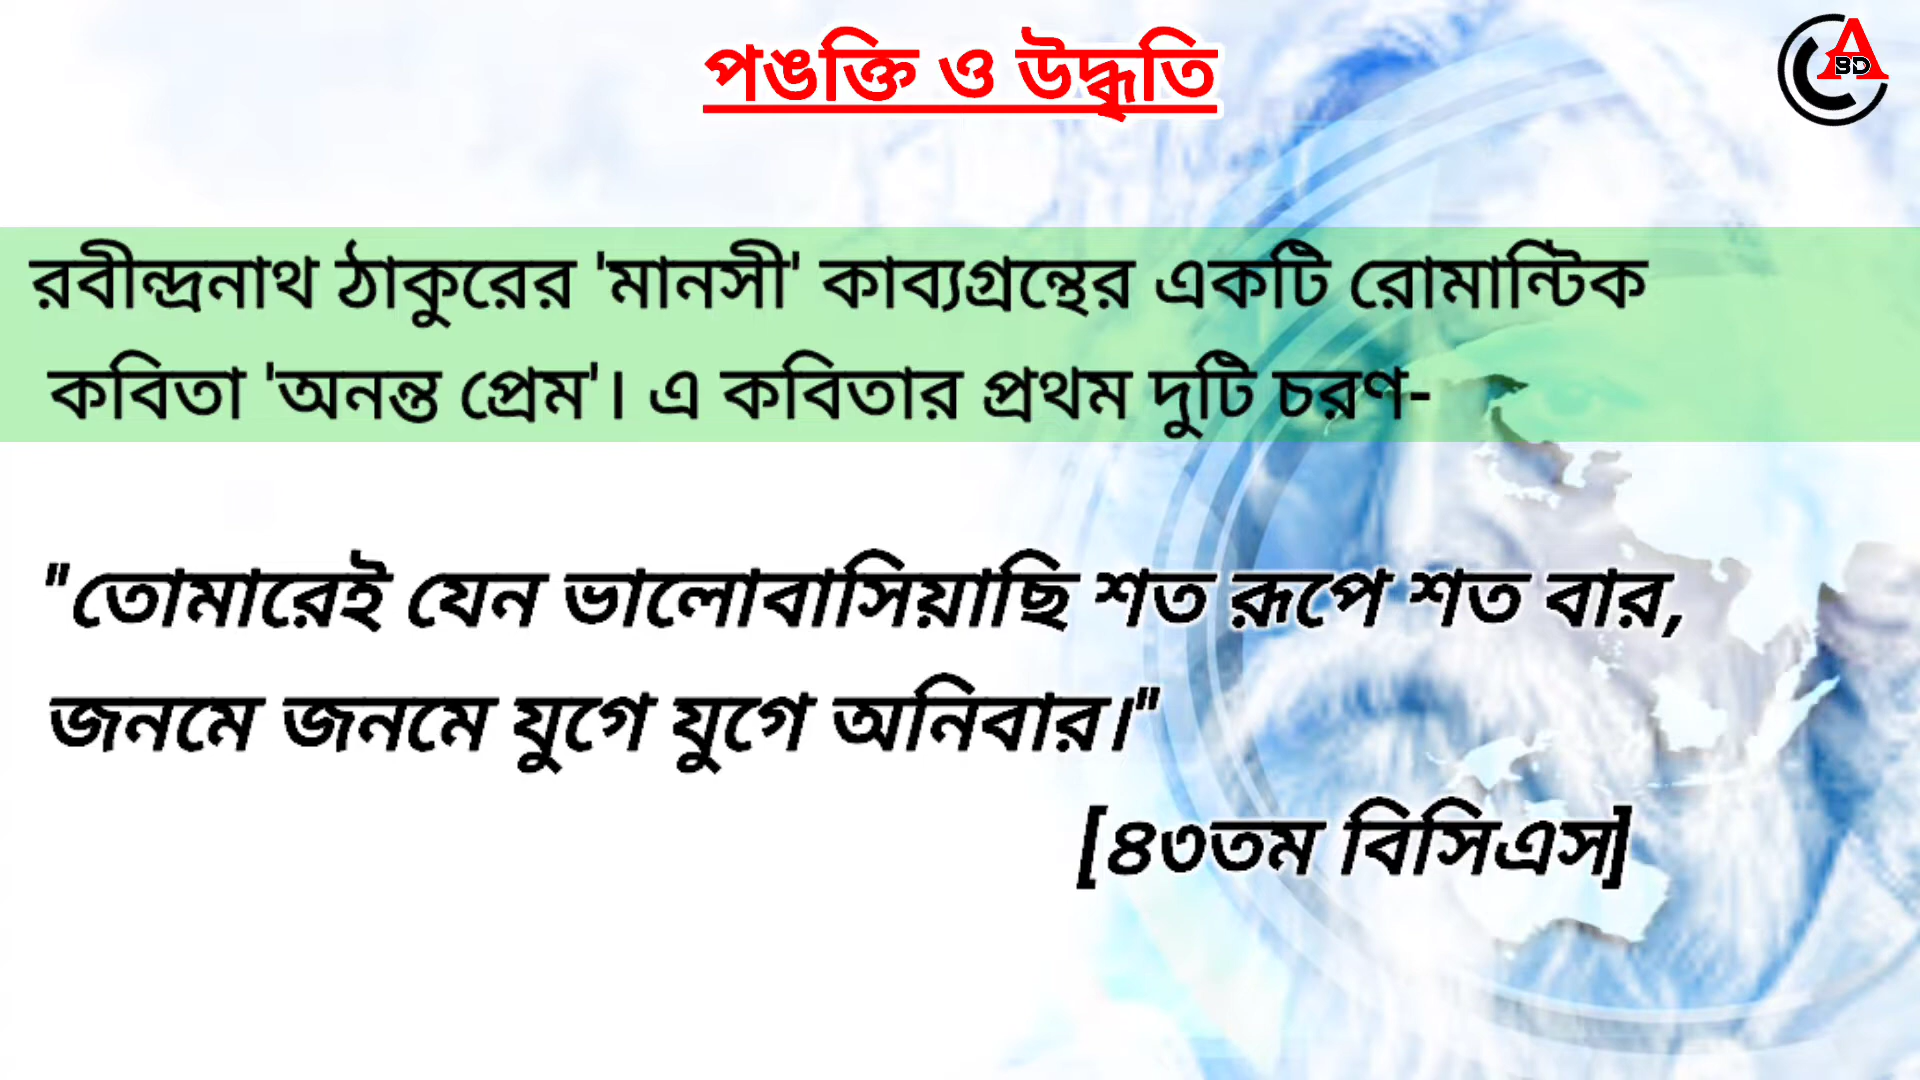 পঙক্তি ও উদ্ধৃতি
A
BD
রবীন্দ্রনাথ ঠাকুরের 'মানসী' কাব্যগ্রন্থের একটি রোমান্টিক
কবিতা 'অনন্ত প্রেম'। এ কবিতার প্রথম দুটি চরণ-
"তোমারেই যেন ভালোবাসিয়াছি শত রূপে শত বার,
জনমে জনমে যুগে যুগে অনিবার।"
[৪৩তম বিসিএস]